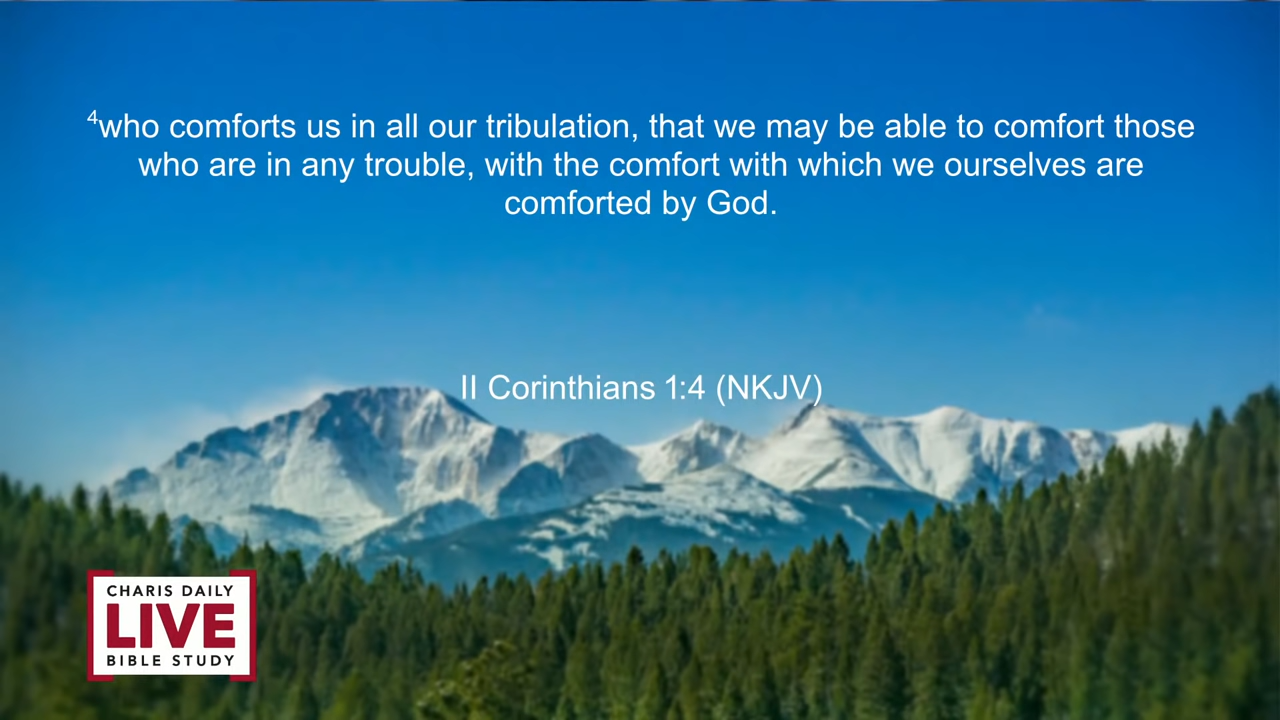 ⁴who comforts us in all our tribulation, that we may be able to comfort those
who are in any trouble, with the comfort with which we ourselves are
comforted by God.
II Corinthians 1:4 (NKJV)
CHARIS DAILY
LIVE
BIBLE STUDY